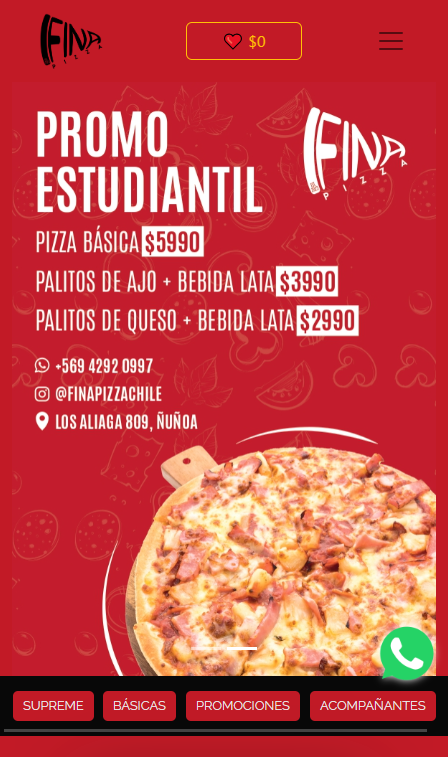 FINA
PIZZA
$0
PROMO
ESTUDIANTIL
FINA
PIZZA
PIZZA BÁSICA $5990
PALITOS DE AJO + BEBIDA LATA $3990
PALITOS DE QUESO + BEBIDA LATA $2990
+569 4292 0997
@FINAPIZZACHILE
LOS ALIAGA 809, ÑUÑOA
SUPREME BÁSICAS PROMOCIONES ACOMPAÑANTES